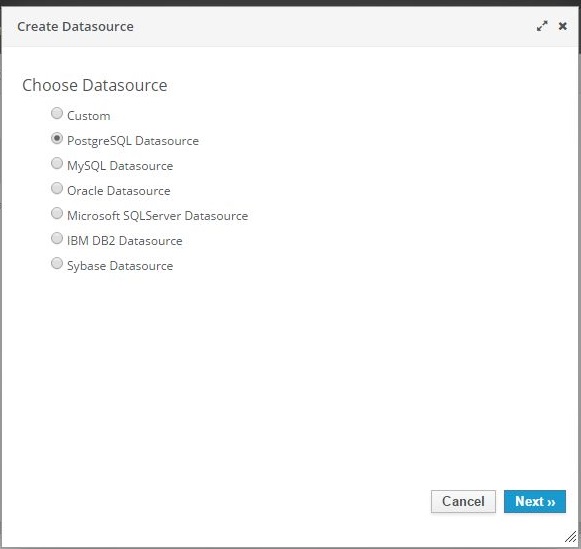 Create Datasource
Choose Datasource
Custom
PostgreSQL Datasource
MySQL Datasource
Oracle Datasource
Microsoft SQLServer Datasource
IBM DB2 Datasource
Sybase Datasource
Cancel
Next ››